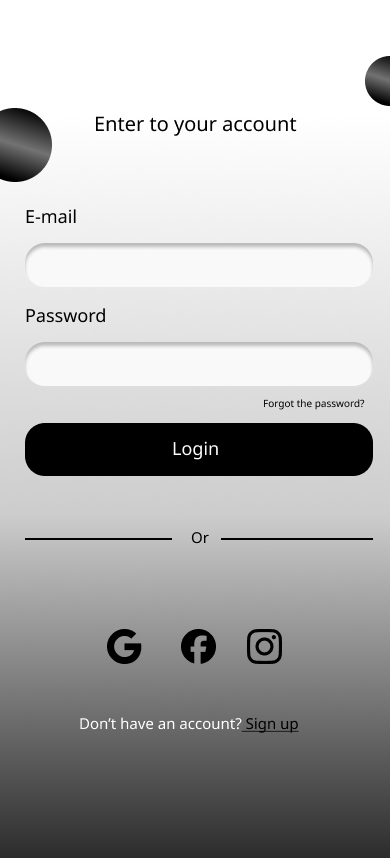 Enter to your account
E-mail
Password
Forgot the password?
Login
Or
Don’t have an account? Sign up